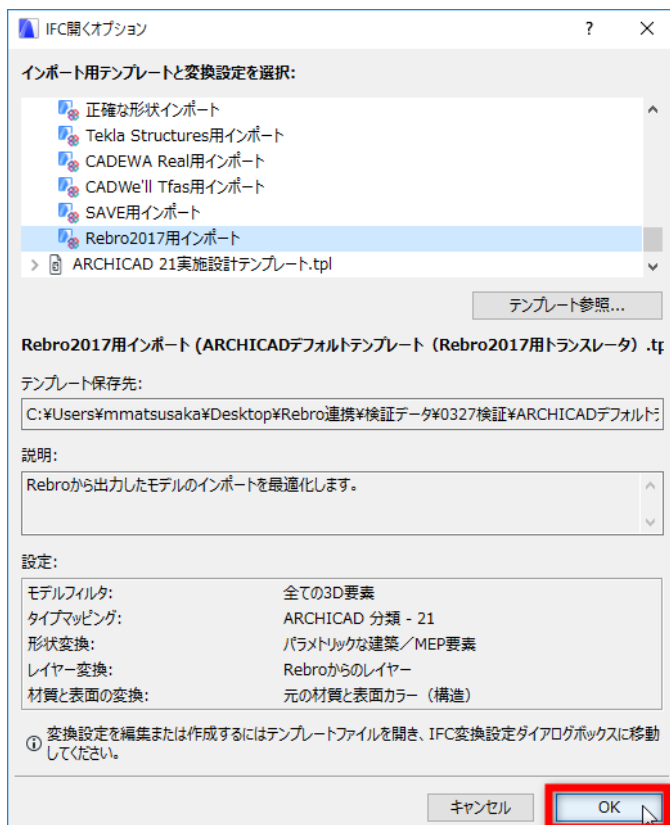 IFC開くオプション
インポート用テンプレートと変換設定を選択:
正確な形状インポート
Tekla Structures用インポート
CADEWA Real用インポート
CADWe'll Tfas用インポート
SAVE用インポート
Rebro2017用インポート
ARCHICAD 21実施設計テンプレート.tpl
テンプレート参照...
Rebro2017用インポート (ARCHICADデフォルトテンプレート（Rebro2017用トランスレータ）.tp
テンプレート保存先:
C:¥Users¥mmatsusaka¥Desktop¥Rebro連携¥検証データ¥0327検証¥ARCHICADデフォルトテ
説明:
Rebroから出力したモデルのインポートを最適化します。
設定:
モデルフィルタ: 全ての3D要素
タイプマッピング: ARCHICAD 分類 - 21
形状変換: パラメトリックな建築／MEP要素
レイヤー変換: Rebroからのレイヤー
材質と表面の変換: 元の材質と表面カラー（構造）
変換設定を編集または作成するにはテンプレートファイルを開き、IFC変換設定ダイアログボックスに移動
してください。
キャンセル OK